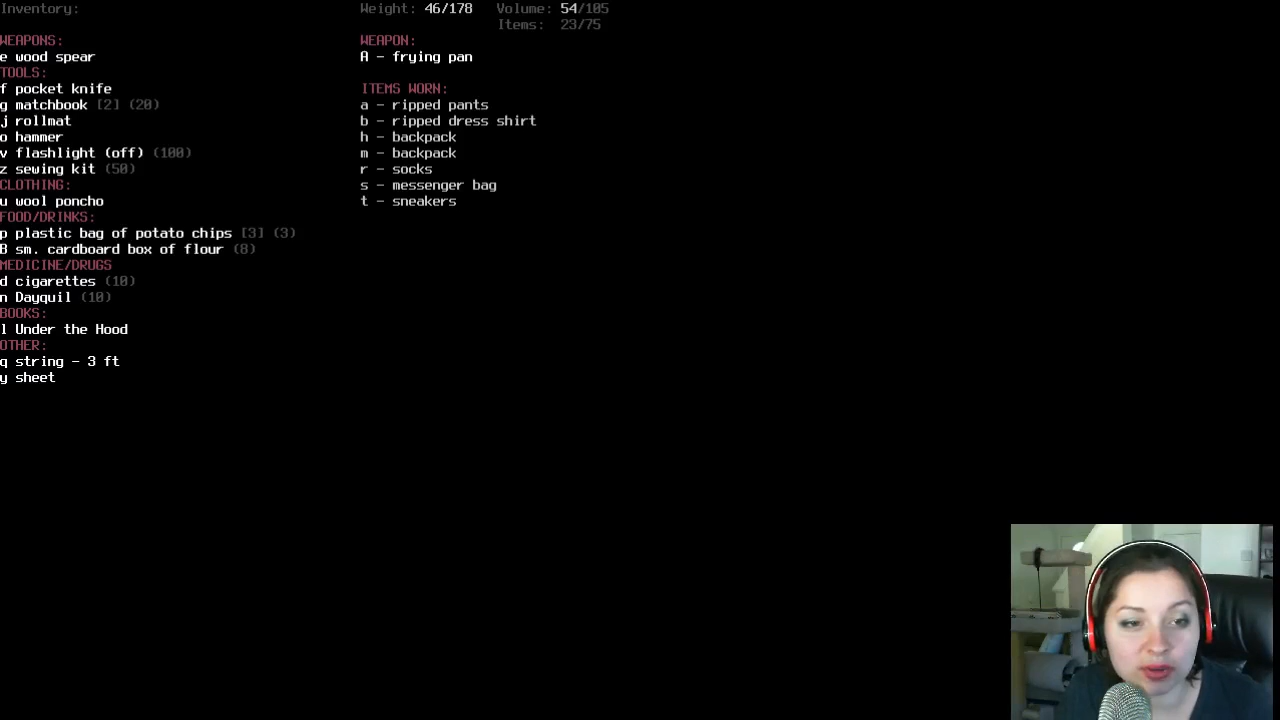 Inventory:
Weight: 46/178 Volume: 54/105
Items: 23/75
WEAPONS:
e wood spear
TOOLS:
f pocket knife
g matchbook [2] (20)
j rollmat
o hammer
v flashlight (off) (100)
z sewing kit (50)
CLOTHING:
u wool poncho
FOOD/DRINKS:
p plastic bag of potato chips [3] (3)
B sm. cardboard box of flour (8)
MEDICINE/DRUGS
d cigarettes (10)
n Dayquil (10)
BOOKS:
l Under the Hood
OTHER:
q string - 3 ft
y sheet
WEAPON:
A - frying pan
ITEMS WORN:
a - ripped pants
b - ripped dress shirt
h - backpack
m - backpack
r - socks
s - messenger bag
t - sneakers